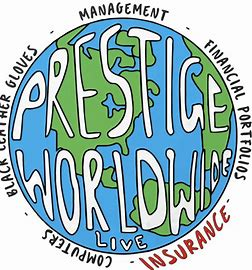 MANAGEMENT -
FINANCIAL PORTFOLIOS
- INSURANCE -
COMPUTERS -
BLACK LEATHER GLOVES -
PRESTIGE
WORLDWIDE
LIVE